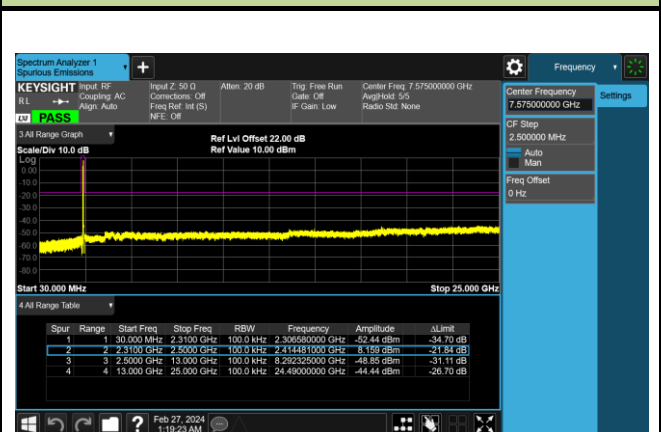 Spectrum Analyzer 1
Spurious Emissions
+
Frequency
KEYSIGHT
RL
LXI PASS
Input: RF
Coupling: AC
Align: Auto
Input Z: 50 Ω
Corrections: Off
Freq Ref: Int (S)
NFE: Off
Atten: 20 dB
Trig: Free Run
Gate: Off
IF Gain: Low
Center Freq: 7.575000000 GHz
Avg|Hold: 5/5
Radio Std: None
Center Frequency
7.575000000 GHz
Settings
CF Step
2.500000 MHz
Auto
Man
Freq Offset
0 Hz
3 All Range Graph
Scale/Div 10.0 dB
Ref Lvl Offset 22.00 dB
Ref Value 10.00 dBm
Log
0.00
-10.0
-20.0
-30.0
-40.0
-50.0
-60.0
-70.0
-80.0
Start 30.000 MHz
Stop 25.000 GHz
4 All Range Table
Spur Range Start Freq Stop Freq RBW Frequency Amplitude ΔLimit
1 1 30.000 MHz 2.3100 GHz 100.0 kHz 2.306580000 GHz -52.44 dBm -34.70 dB
2 2 2.3100 GHz 2.5000 GHz 100.0 kHz 2.414481000 GHz 8.159 dBm -21.84 dB
3 3 2.5000 GHz 13.000 GHz 100.0 kHz 8.292325000 GHz -48.85 dBm -31.11 dB
4 4 13.000 GHz 25.000 GHz 100.0 kHz 24.49000000 GHz -44.44 dBm -26.70 dB
?
Feb 27, 2024
1:19:23 AM